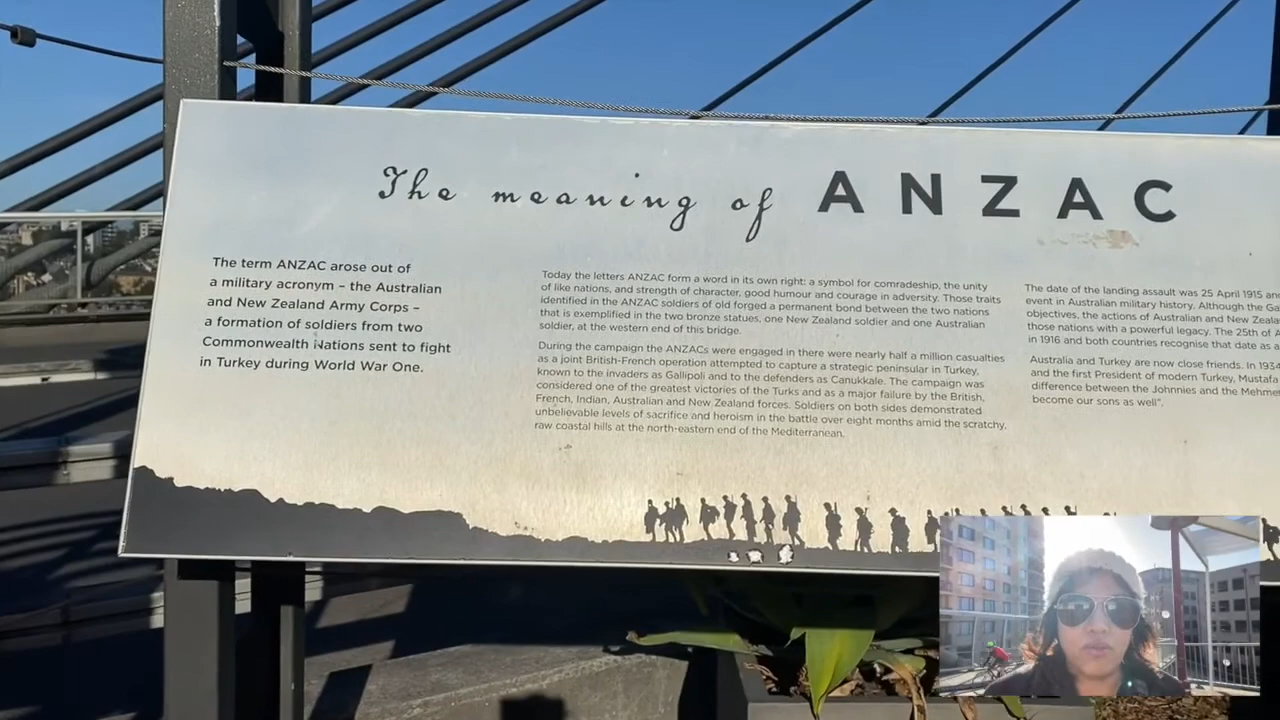 The meaning of ANZAC
The term ANZAC arose out of
a military acronym – the Australian
and New Zealand Army Corps –
a formation of soldiers from two
Commonwealth Nations sent to fight
in Turkey during World War One.
Today the letters ANZAC form a word in its own right: a symbol for comradeship, the unity
of like nations, and strength of character, good humour and courage in adversity. Those traits
identified in the ANZAC soldiers of old forged a permanent bond between the two nations
that is exemplified in the two bronze statues, one New Zealand soldier and one Australian
soldier, at the western end of this bridge.
During the campaign the ANZACs were engaged in there were nearly half a million casualties
as a joint British-French operation attempted to capture a strategic peninsular in Turkey,
known to the invaders as Gallipoli and to the defenders as Canukkale. The campaign was
considered one of the greatest victories of the Turks and as a major failure by the British,
French, Indian, Australian and New Zealand forces. Soldiers on both sides demonstrated
unbelievable levels of sacrifice and heroism in the battle over eight months amid the scratchy,
raw coastal hills at the north-eastern end of the Mediterranean.
The date of the landing assault was 25 April 1915 an
event in Australian military history. Although the Ga
objectives, the actions of Australian and New Zeala
those nations with a powerful legacy. The 25th of A
in 1916 and both countries recognise that date as a
Australia and Turkey are now close friends. In 1934
and the first President of modern Turkey, Mustafa
difference between the Johnnies and the Mehme
become our sons as well".